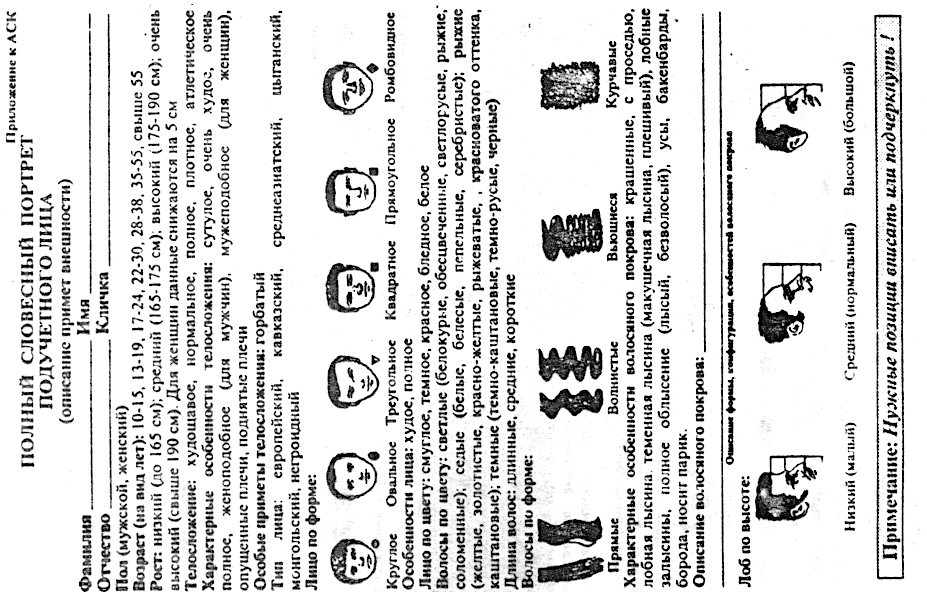 Приложение к АСК
ПОЛНЫЙ СЛОВЕСНЫЙ ПОРТРЕТ
ПОДУЧЕТНОГО ЛИЦА
(описание примет внешности)
Фамилия Имя
Отчество Кличка
Пол (мужской, женский)
Возраст (на вид лет): 10-15, 13-19, 17-24, 22-30, 28-38, 35-55, свыше 55
Рост: низкий (до 165 см); средний (165-175 см); высокий (175-190 см); очень
высокий (свыше 190 см). Для женщин данные снижаются на 5 см
Телосложение: худощавое, нормальное, полное, плотное, атлетическое
Характерные особенности телосложения: сутулое, очень худое, очень
полное, женоподобное (для мужчин), мужеподобное (для женщин),
опущенные плечи, поднятые плечи
Особые приметы телосложения: горбатый
Тип лица: европейский, кавказский, среднеазиатский, цыганский,
монгольский, негроидный
Лицо по форме:
Круглое Овальное Треугольное Квадратное Прямоугольное Ромбовидное
Особенности лица: худое, полное
Лицо по цвету: смуглое, темное, красное, бледное, белое
Волосы по цвету: светлые (белокурые, обесцвеченные, светлорусые, рыжие,
соломенные); седые (белые, белесые, пепельные, серебристые); рыжие
(желтые, золотистые, красно-желтые, рыжеватые, , красноватого оттенка,
каштановые); темные (темно-каштановые, темно-русые, черные)
Длина волос: длинные, средние, короткие
Волосы по форме:
Прямые Волнистые Вьющиеся Курчавые
Характерные особенности волосяного покрова: крашенные, с проседью,
лобная лысина, теменная лысина (макушечная лысина, плешивый), лобные
залысины, полное облысение (лысый, безволосый), усы, бакенбарды,
борода, носит парик.
Описание волосяного покрова:
Описание формы, конфигурации, особенностей волосяного покрова
Лоб по высоте:
Низкий (малый) Средний (нормальный) Высокий (большой)
Примечание: Нужные позиции вписать или подчеркнуть !